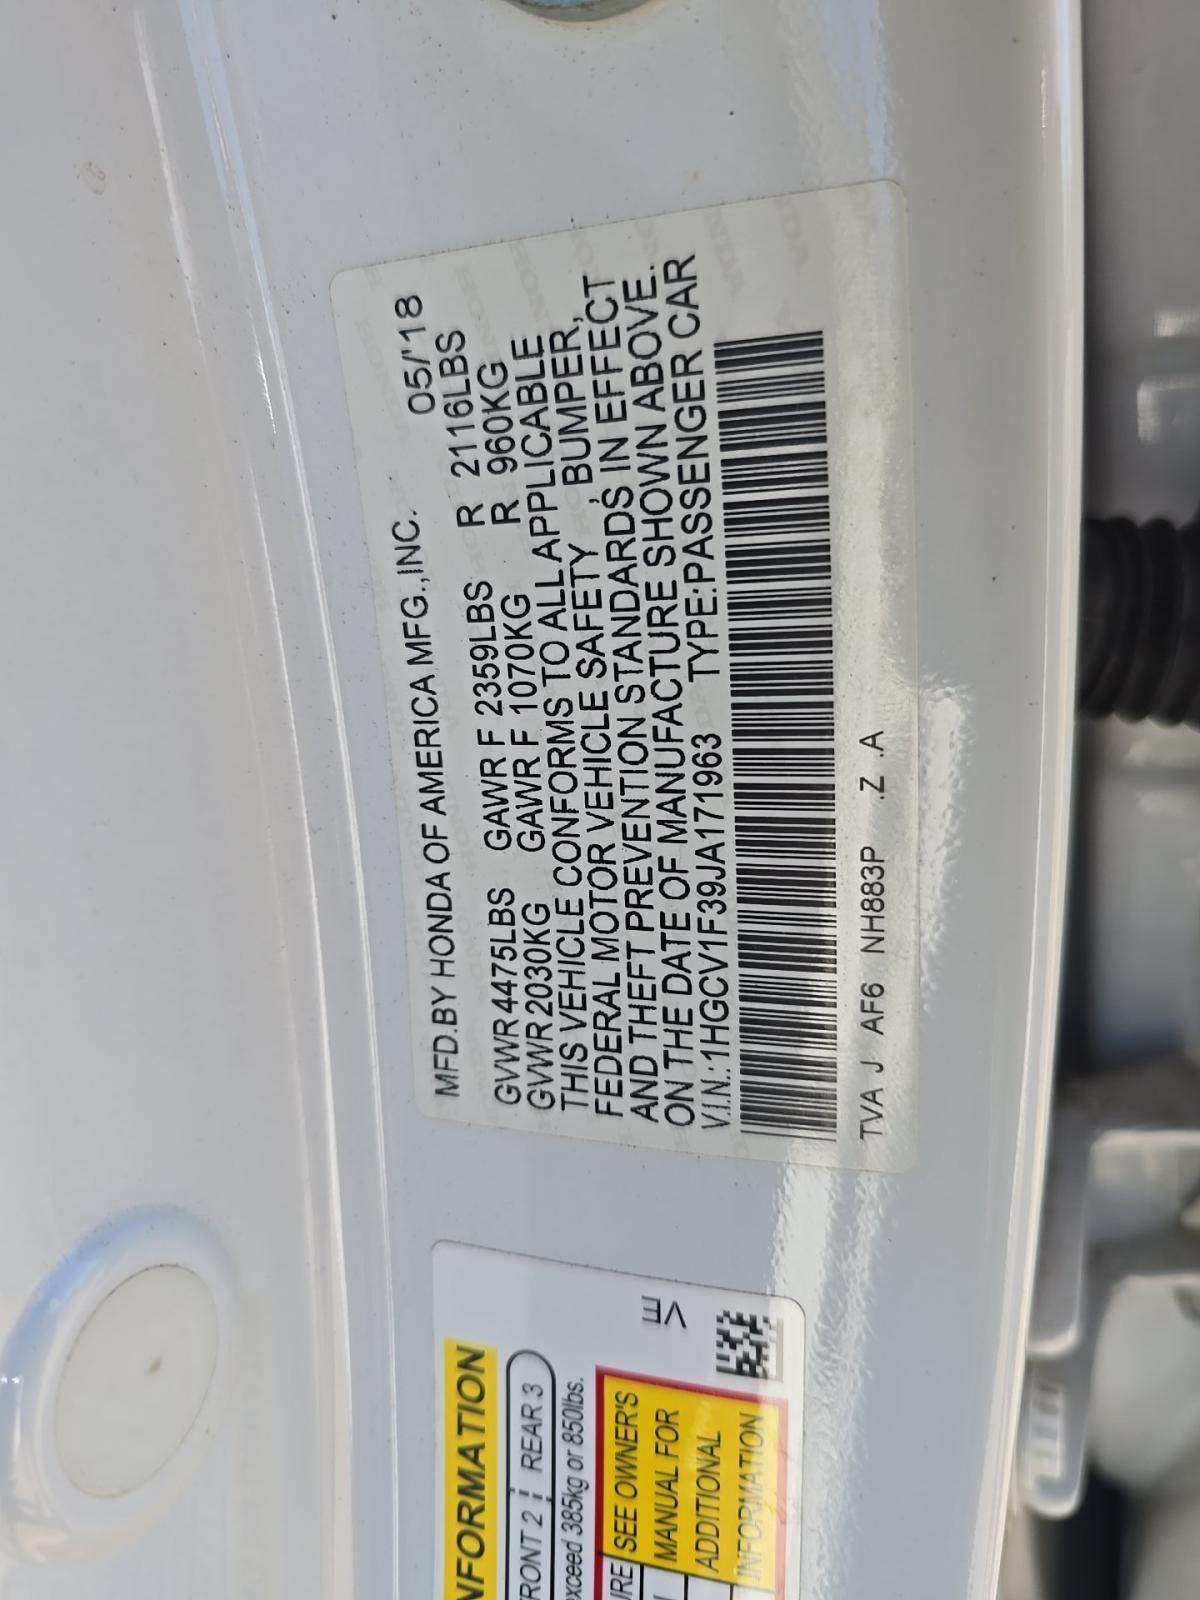 MFD.BY HONDA OF AMERICA MFG.,INC. 05/'18
GVWR 4475LBS GAWR F 2359LBS R 2116LBS
GVWR 2030KG GAWR F 1070KG R 960KG
THIS VEHICLE CONFORMS TO ALL APPLICABLE
FEDERAL MOTOR VEHICLE SAFETY , BUMPER,
AND THEFT PREVENTION STANDARDS IN EFFECT
ON THE DATE OF MANUFACTURE SHOWN ABOVE.
V.I.N.:1HGCV1F39JA171963 TYPE:PASSENGER CAR
TVA J AF6 NH883P .Z .A
NFORMATION
RONT 2 REAR 3
xceed 385kg or 850lbs.
IRE SEE OWNER'S
MANUAL FOR
ADDITIONAL
INFORMATION
VE